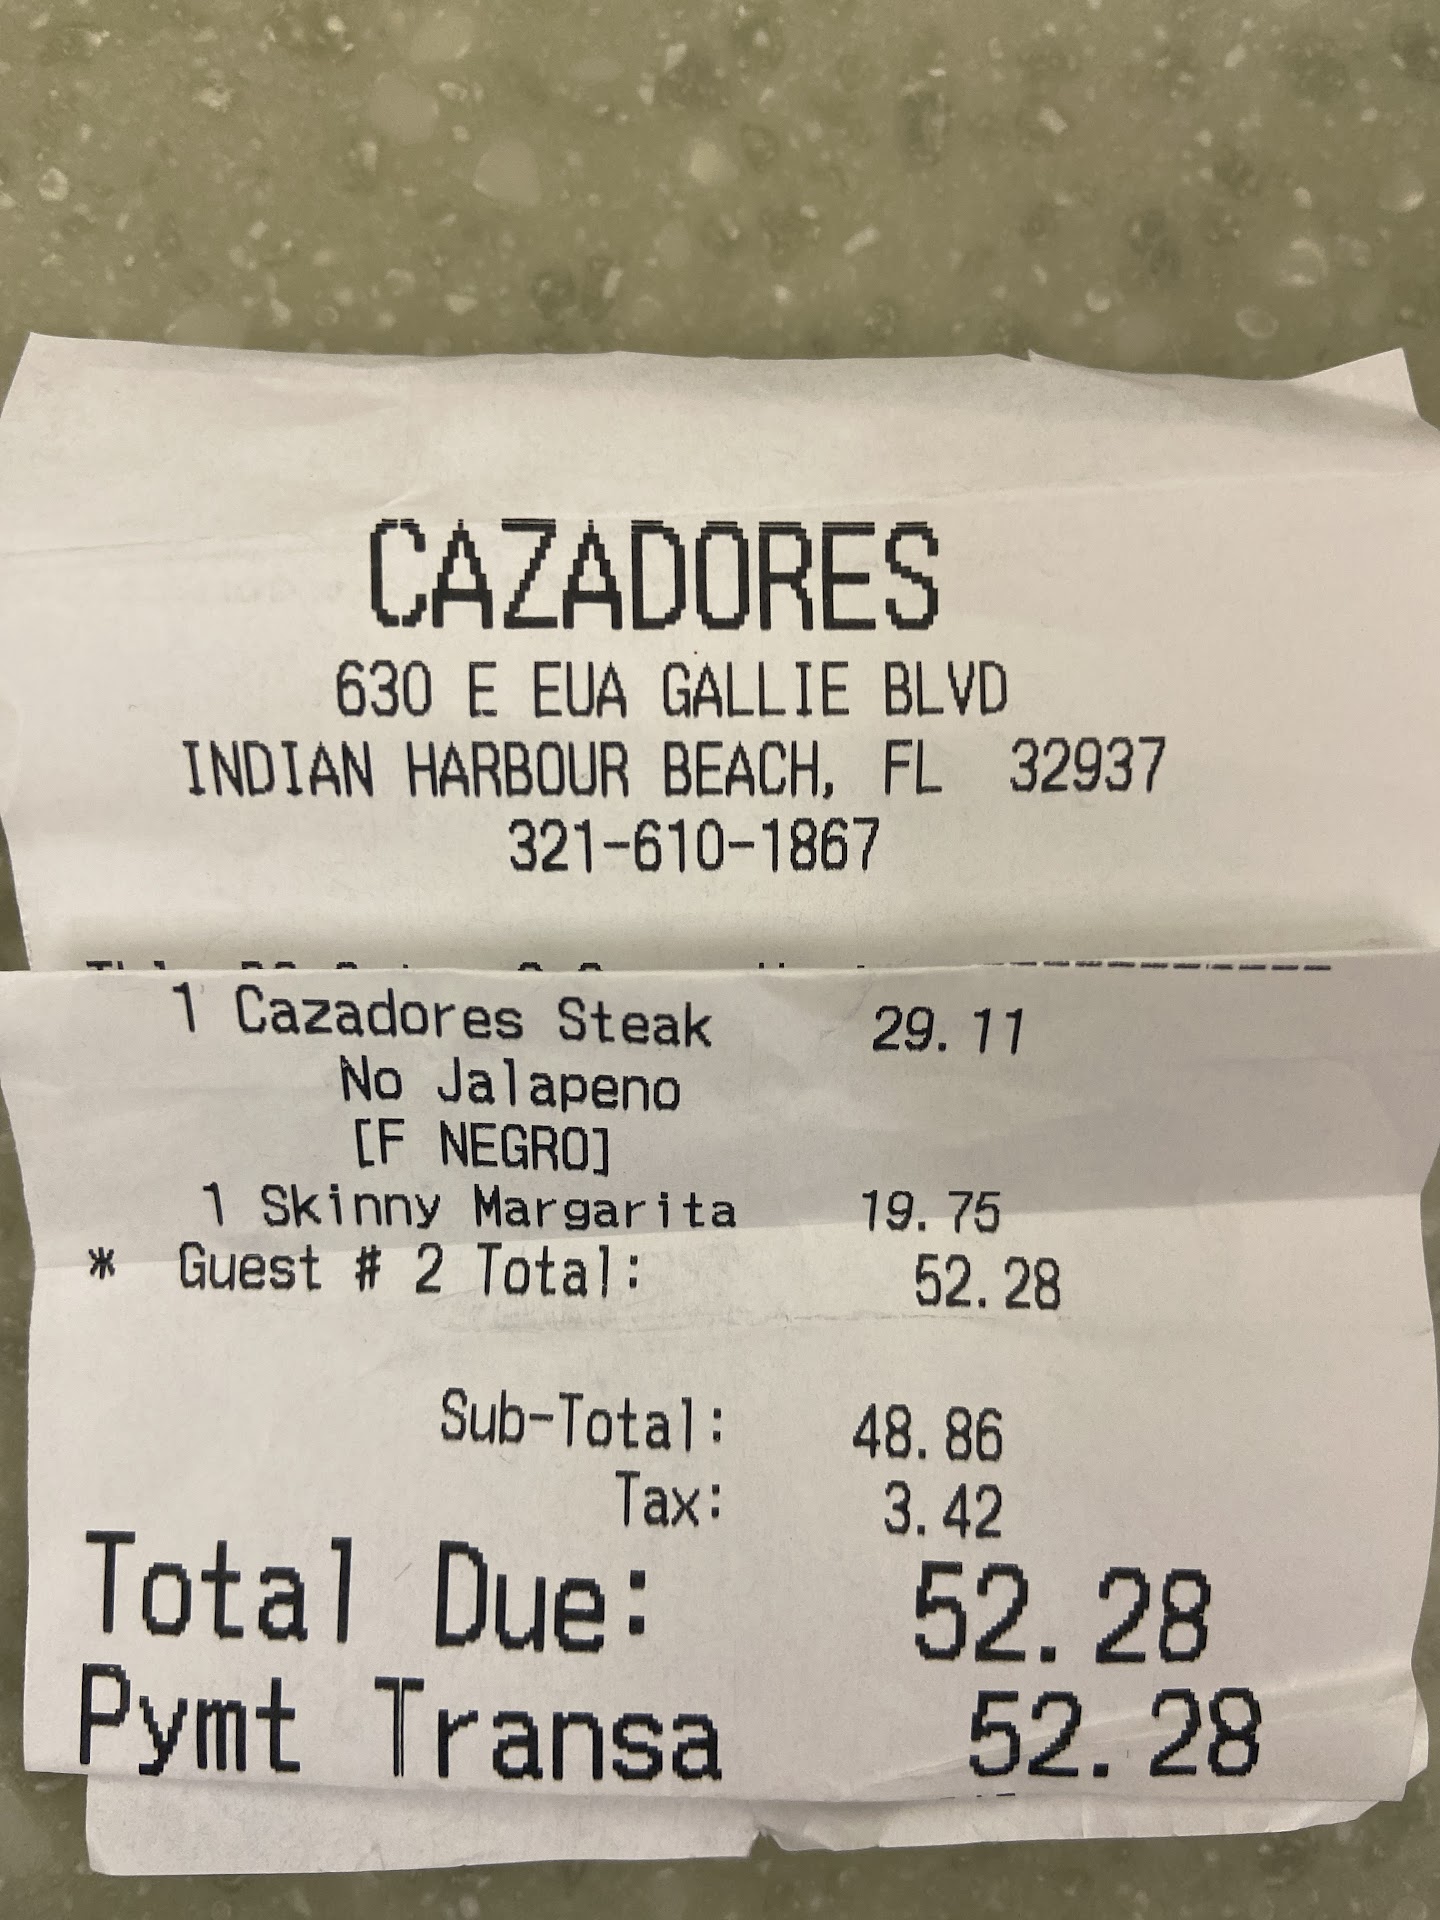 CAZADORES
630 E EUA GALLIE BLVD
INDIAN HARBOUR BEACH, FL 32937
321-610-1867
1 Cazadores Steak 29.11
No Jalapeno
[F NEGRO]
1 Skinny Margarita 19.75
* Guest # 2 Total: 52.28
Sub-Total: 48.86
Tax: 3.42
Total Due: 52.28
Pymt Transa 52.28